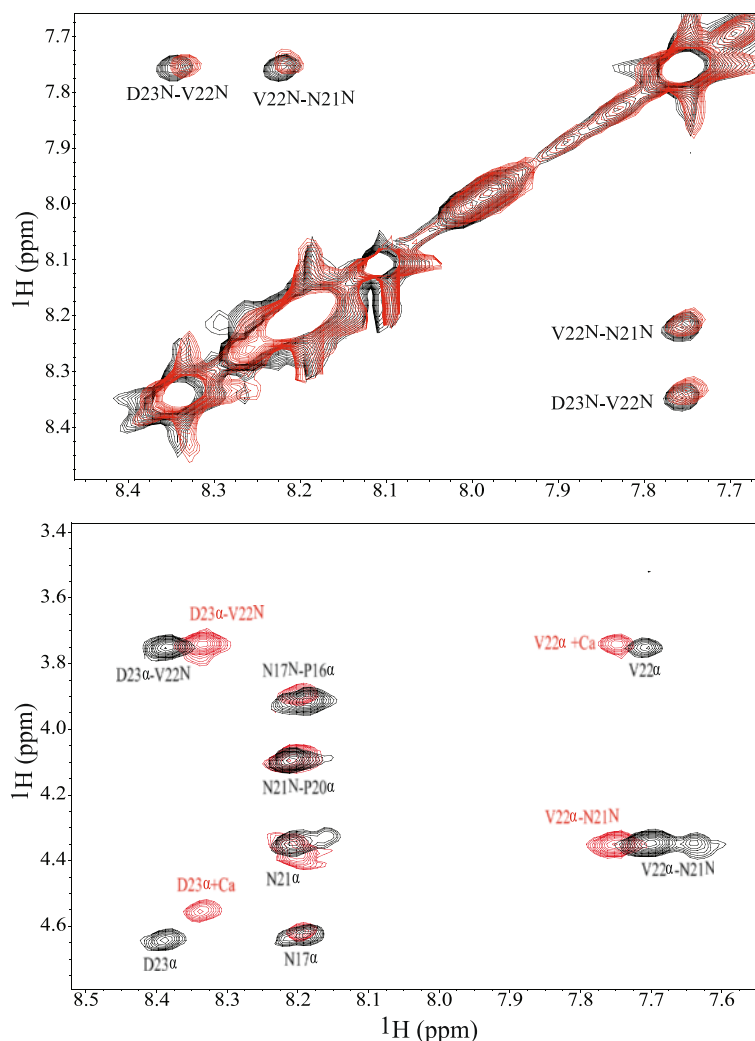 7.7
7.8
7.9
8.0
8.1
8.2
8.3
8.4
¹H (ppm)
D23N-V22N
V22N-N21N
V22N-N21N
D23N-V22N
8.4 8.3 8.2 8.1 8.0 7.9 7.8 7.7
3.4
3.6
3.8
4.0
4.2
4.4
4.6
¹H (ppm)
D23α-V22N
D23α-V22N
N17N-P16α
V22α +Ca
V22α
N21N-P20α
V22α-N21N
N21α
V22α-N21N
D23α+Ca
D23α
N17α
8.5 8.4 8.3 8.2 8.1 8.0 7.9 7.8 7.7 7.6
¹H (ppm)